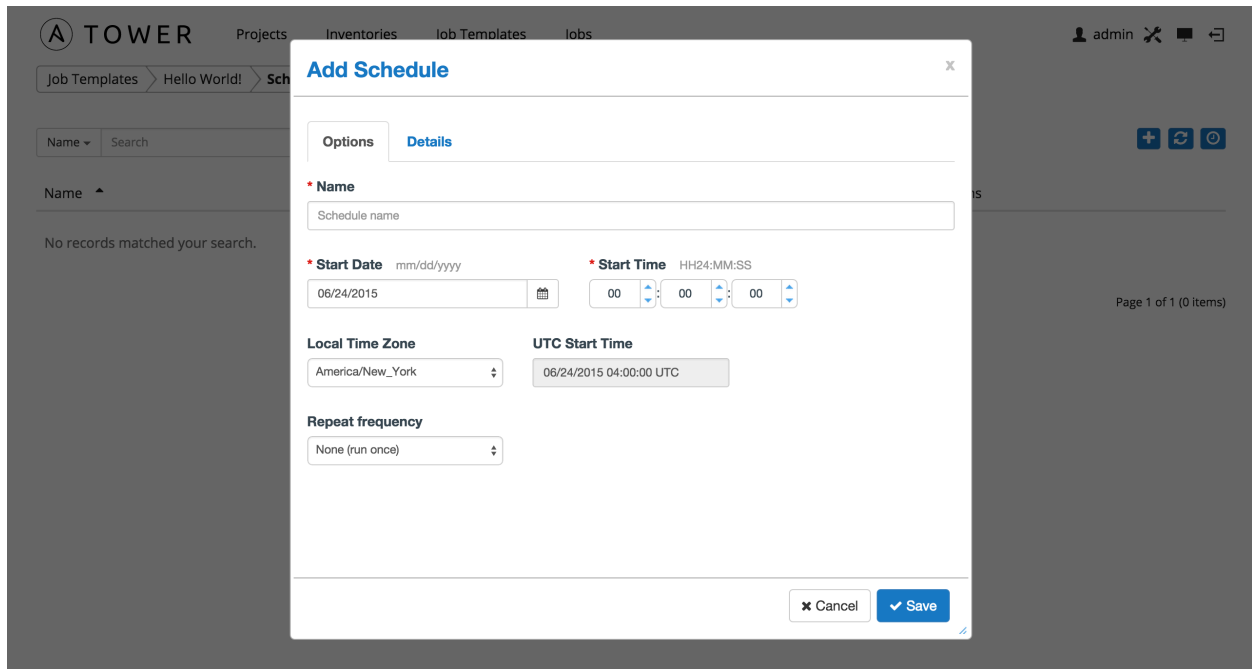 A TOWER Projects Inventories Job Templates Jobs admin
Job Templates Hello World! Sch
Add Schedule x
Options Details
Name Search
* Name
Name ns
Schedule name
No records matched your search.
* Start Date mm/dd/yyyy * Start Time HH24:MM:SS
06/24/2015 00 : 00 : 00
Page 1 of 1 (0 items)
Local Time Zone UTC Start Time
America/New_York 06/24/2015 04:00:00 UTC
Repeat frequency
None (run once)
Cancel Save